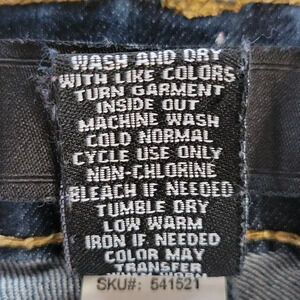 WASH AND DRY
WITH LIKE COLORS
TURN GARMENT
INSIDE OUT
MACHINE WASH
COLD NORMAL
CYCLE USE ONLY
NON-CHLORINE
BLEACH IF NEEDED
TUMBLE DRY
LOW WARM
IRON IF NEEDED
COLOR MAY
TRANSFER
SKU#: 541521